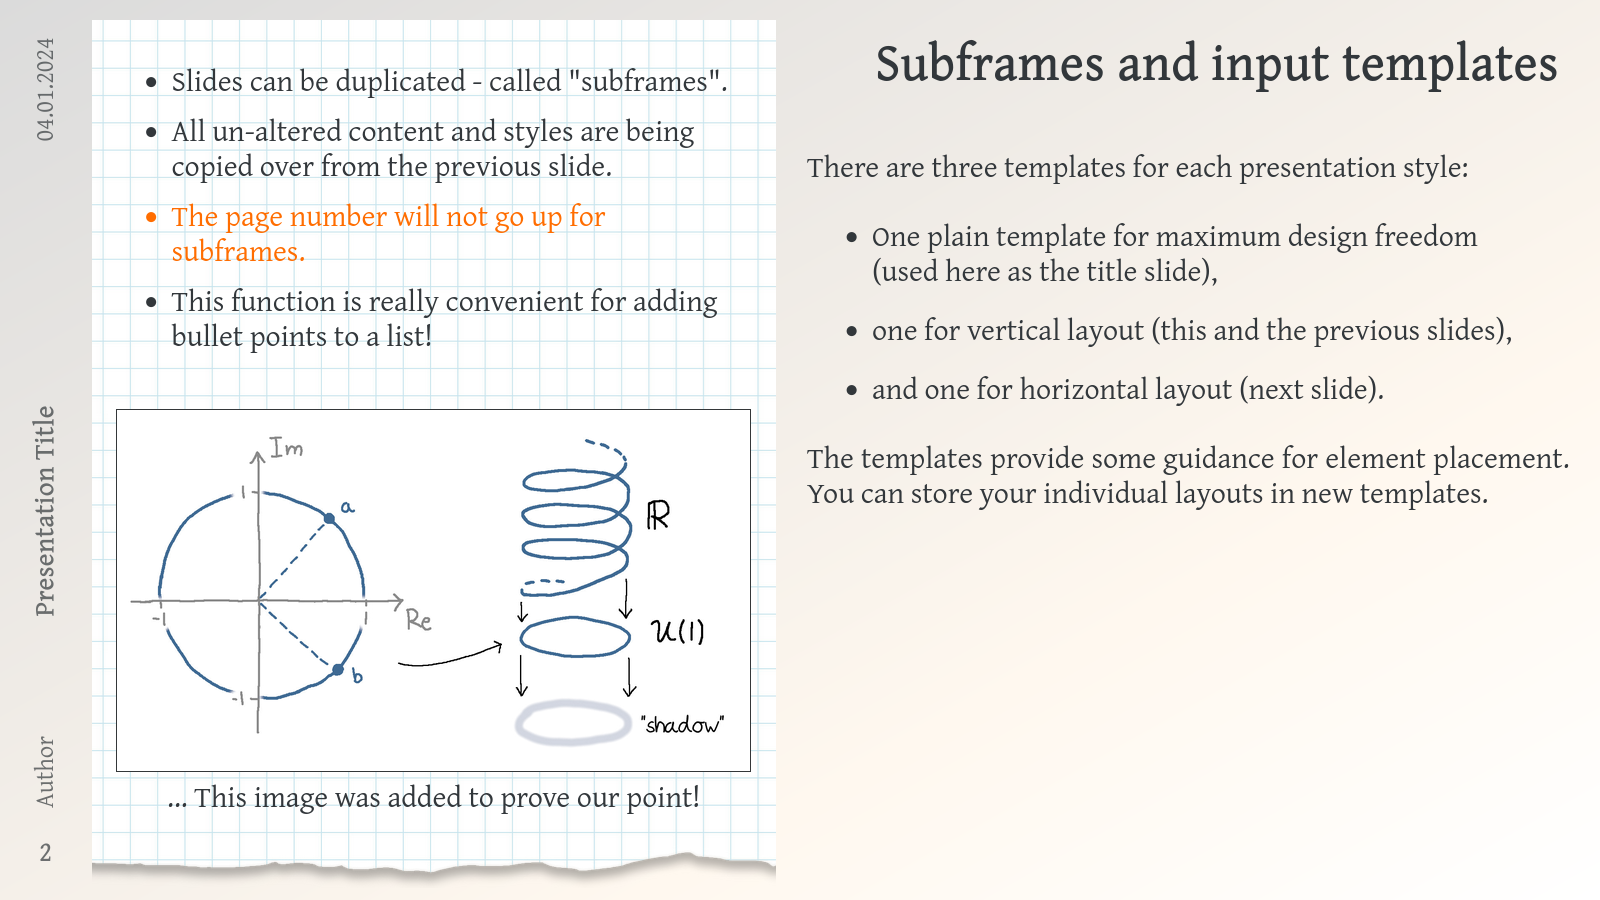 04.01.2024
Presentation Title
Author
2
• Slides can be duplicated - called "subframes".
• All un-altered content and styles are being
copied over from the previous slide.
• The page number will not go up for
subframes.
• This function is really convenient for adding
bullet points to a list!
Im
1
a
-1
1
Re
b
-1
ℝ
U(1)
"shadow"
... This image was added to prove our point!
Subframes and input templates
There are three templates for each presentation style:
• One plain template for maximum design freedom
(used here as the title slide),
• one for vertical layout (this and the previous slides),
• and one for horizontal layout (next slide).
The templates provide some guidance for element placement.
You can store your individual layouts in new templates.